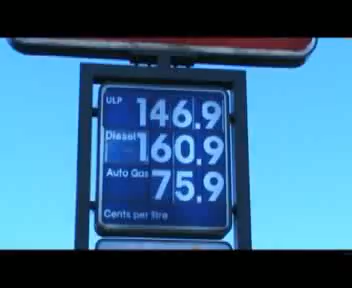 ULP 146.9
Diesel 160.9
Auto Gas 75.9
Cents per litre